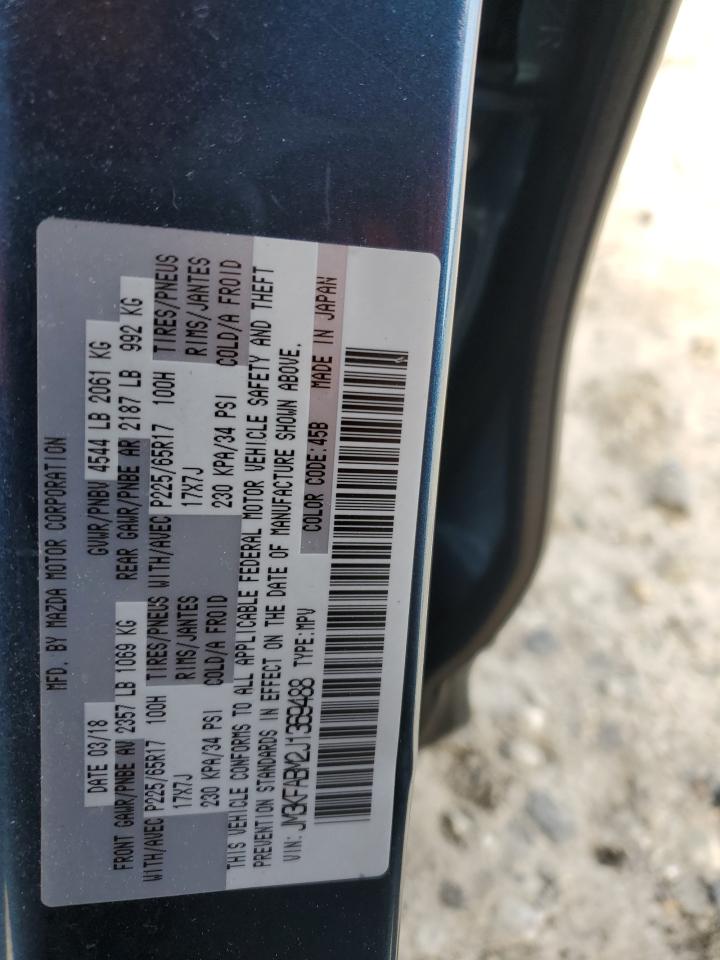 MFD. BY MAZDA MOTOR CORPORATION
DATE 03/18 GVWR/PNBV 4544 LB 2061 KG
FRONT GAWR/PNBE AV 2357 LB 1069 KG REAR GAWR/PNBE AR 2187 LB 992 KG
WITH/AVEC P225/65R17 100H TIRES/PNEUS WITH/AVEC P225/65R17 100H TIRES/PNEUS
17X7J RIMS/JANTES 17X7J RIMS/JANTES
230 KPA/34 PSI COLD/A FROID 230 KPA/34 PSI COLD/A FROID
THIS VEHICLE CONFORMS TO ALL APPLICABLE FEDERAL MOTOR VEHICLE SAFETY AND THEFT
PREVENTION STANDARDS IN EFFECT ON THE DATE OF MANUFACTURE SHOWN ABOVE.
VIN: JM3KFABM2J1369488 TYPE:MPV COLOR CODE:45B MADE IN JAPAN